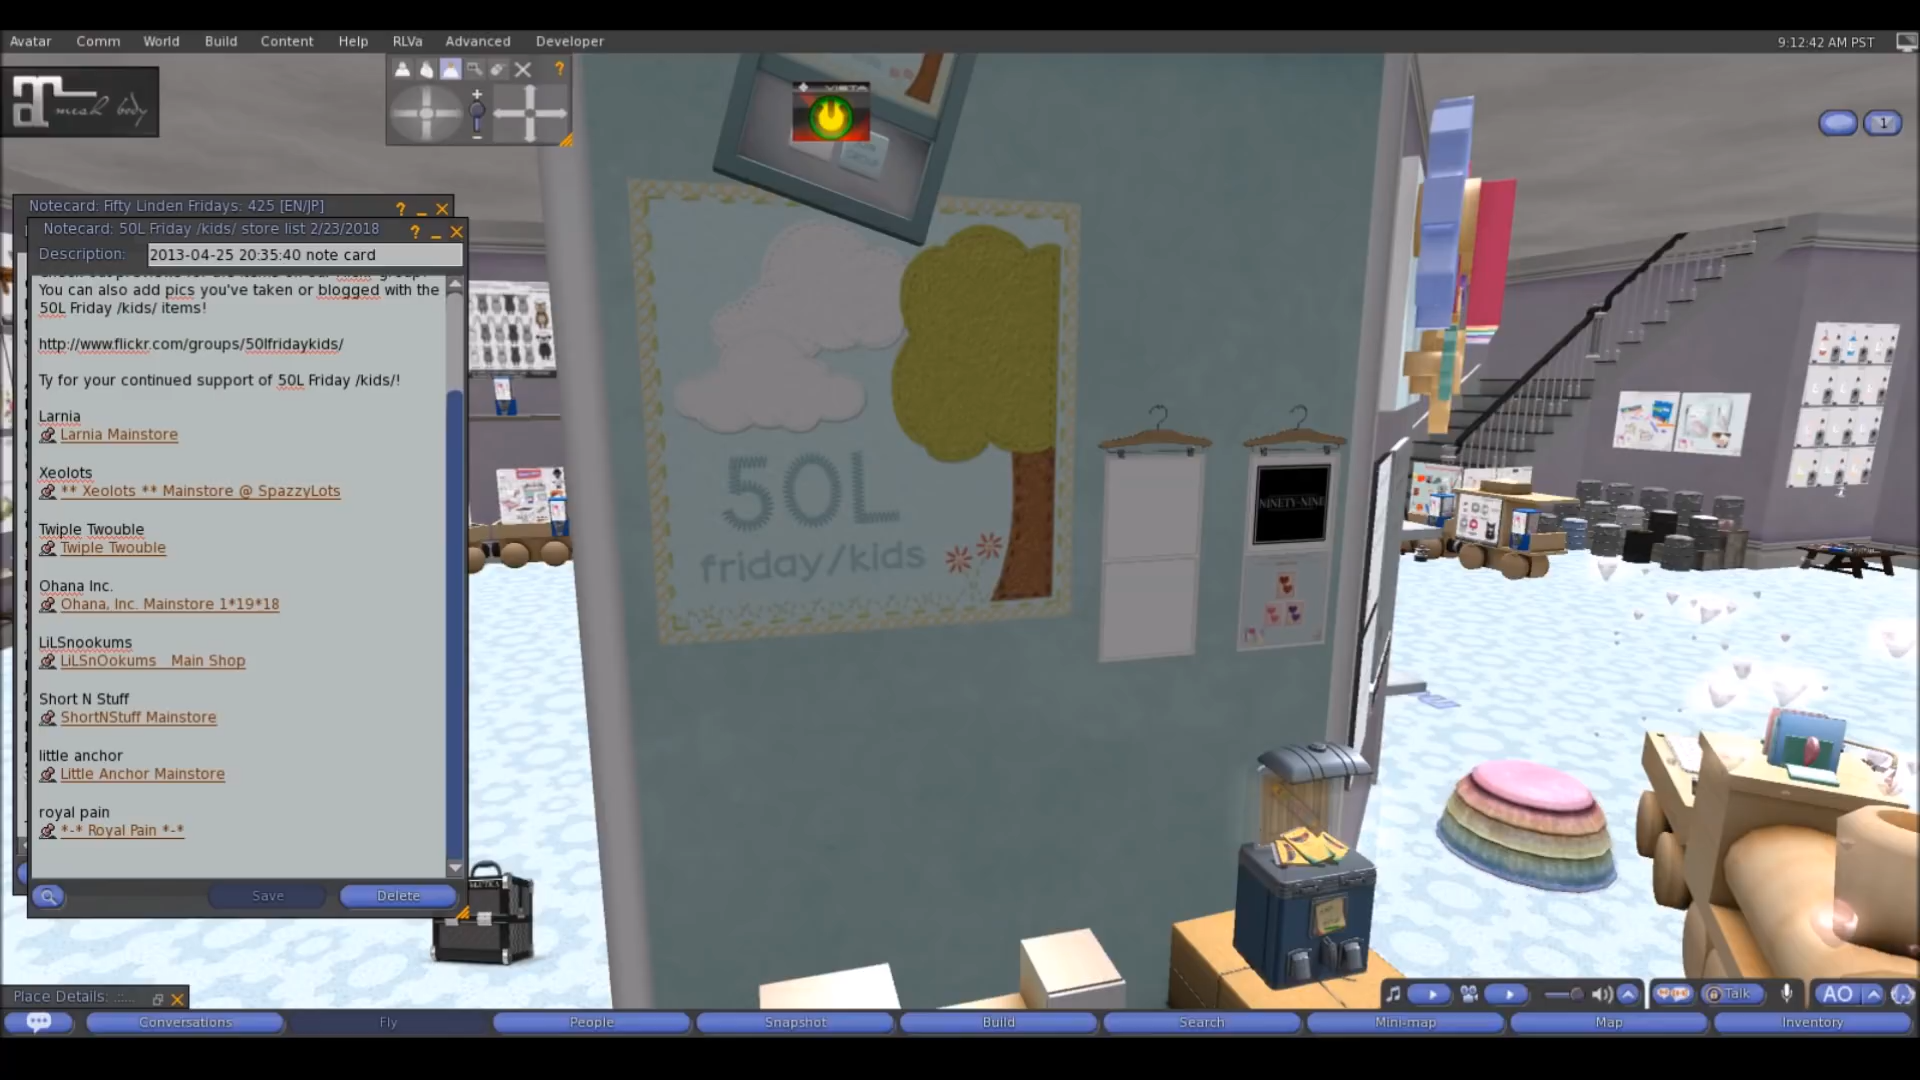 Avatar Comm World Build Content Help RLVa Advanced Developer
9:12:42 AM PST
mesh body
?
VISTA
1
Notecard: Fifty Linden Fridays: 425 [EN/JP]
?
Notecard: 50L Friday /kids/ store list 2/23/2018
?
Description: 2013-04-25 20:35:40 note card
You can also add pics you've taken or blogged with the
50L Friday /kids/ items!
http://www.flickr.com/groups/50lfridaykids/
Ty for your continued support of 50L Friday /kids/!
Larnia
Larnia Mainstore
Xeolots
** Xeolots ** Mainstore @ SpazzyLots
Twiple Twouble
Twiple Twouble
Ohana Inc.
Ohana, Inc. Mainstore 1*19*18
LiLSnookums
LiLSnOokums Main Shop
Short N Stuff
ShortNStuff Mainstore
little anchor
Little Anchor Mainstore
royal pain
*-* Royal Pain *-*
Save
Delete
50L
friday/kids
NINETY-NINE
Place Details: .::...
Talk
AO
Conversations
Fly
People
Snapshot
Build
Search
Mini-map
Map
Inventory